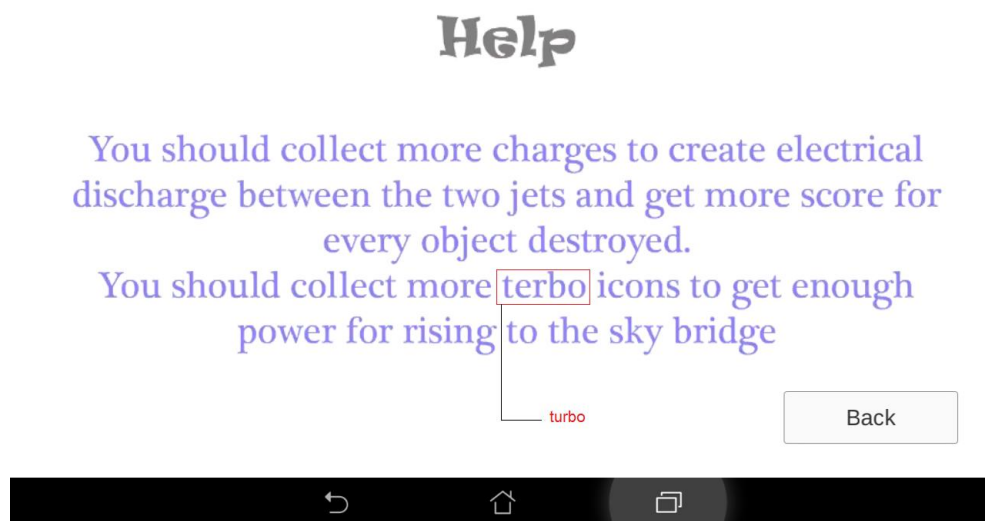 Help
You should collect more charges to create electrical
discharge between the two jets and get more score for
every object destroyed.
You should collect more terbo icons to get enough
power for rising to the sky bridge
turbo
Back